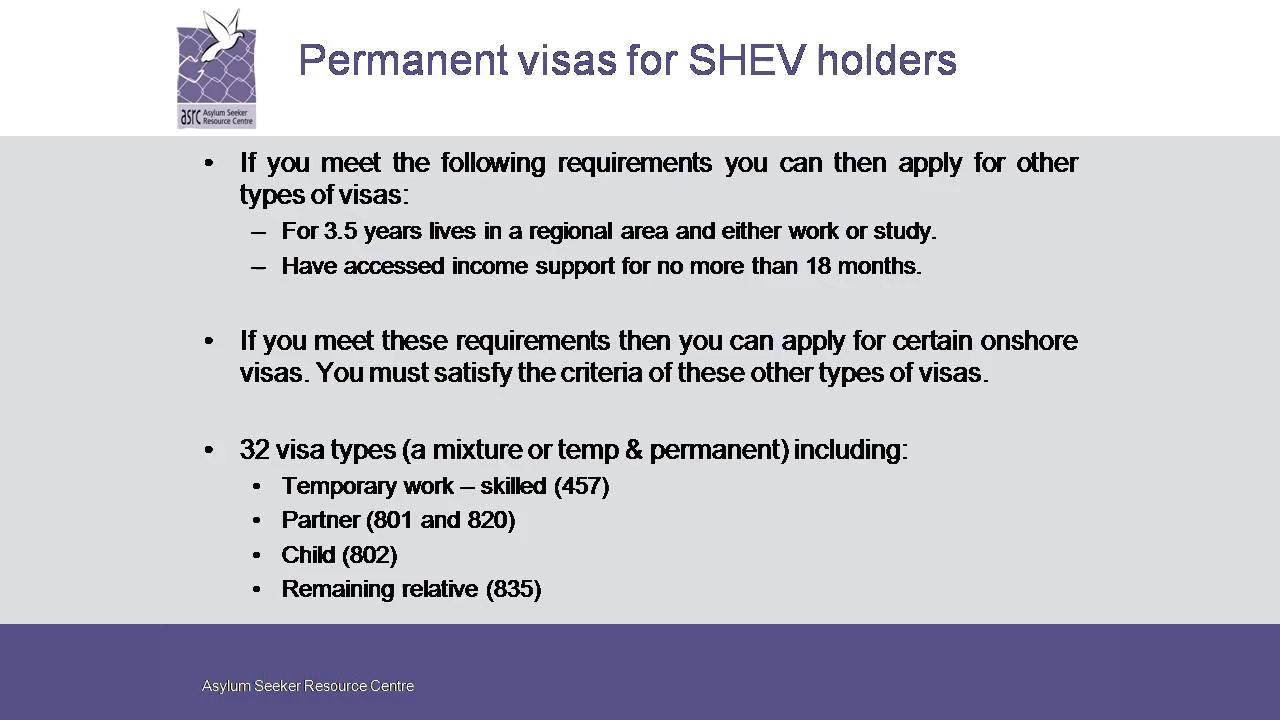 Permanent visas for SHEV holders
asrc Asylum Seeker
Resource Centre
• If you meet the following requirements you can then apply for other
types of visas:
– For 3.5 years lives in a regional area and either work or study.
– Have accessed income support for no more than 18 months.
• If you meet these requirements then you can apply for certain onshore
visas. You must satisfy the criteria of these other types of visas.
• 32 visa types (a mixture or temp & permanent) including:
• Temporary work – skilled (457)
• Partner (801 and 820)
• Child (802)
• Remaining relative (835)
Asylum Seeker Resource Centre